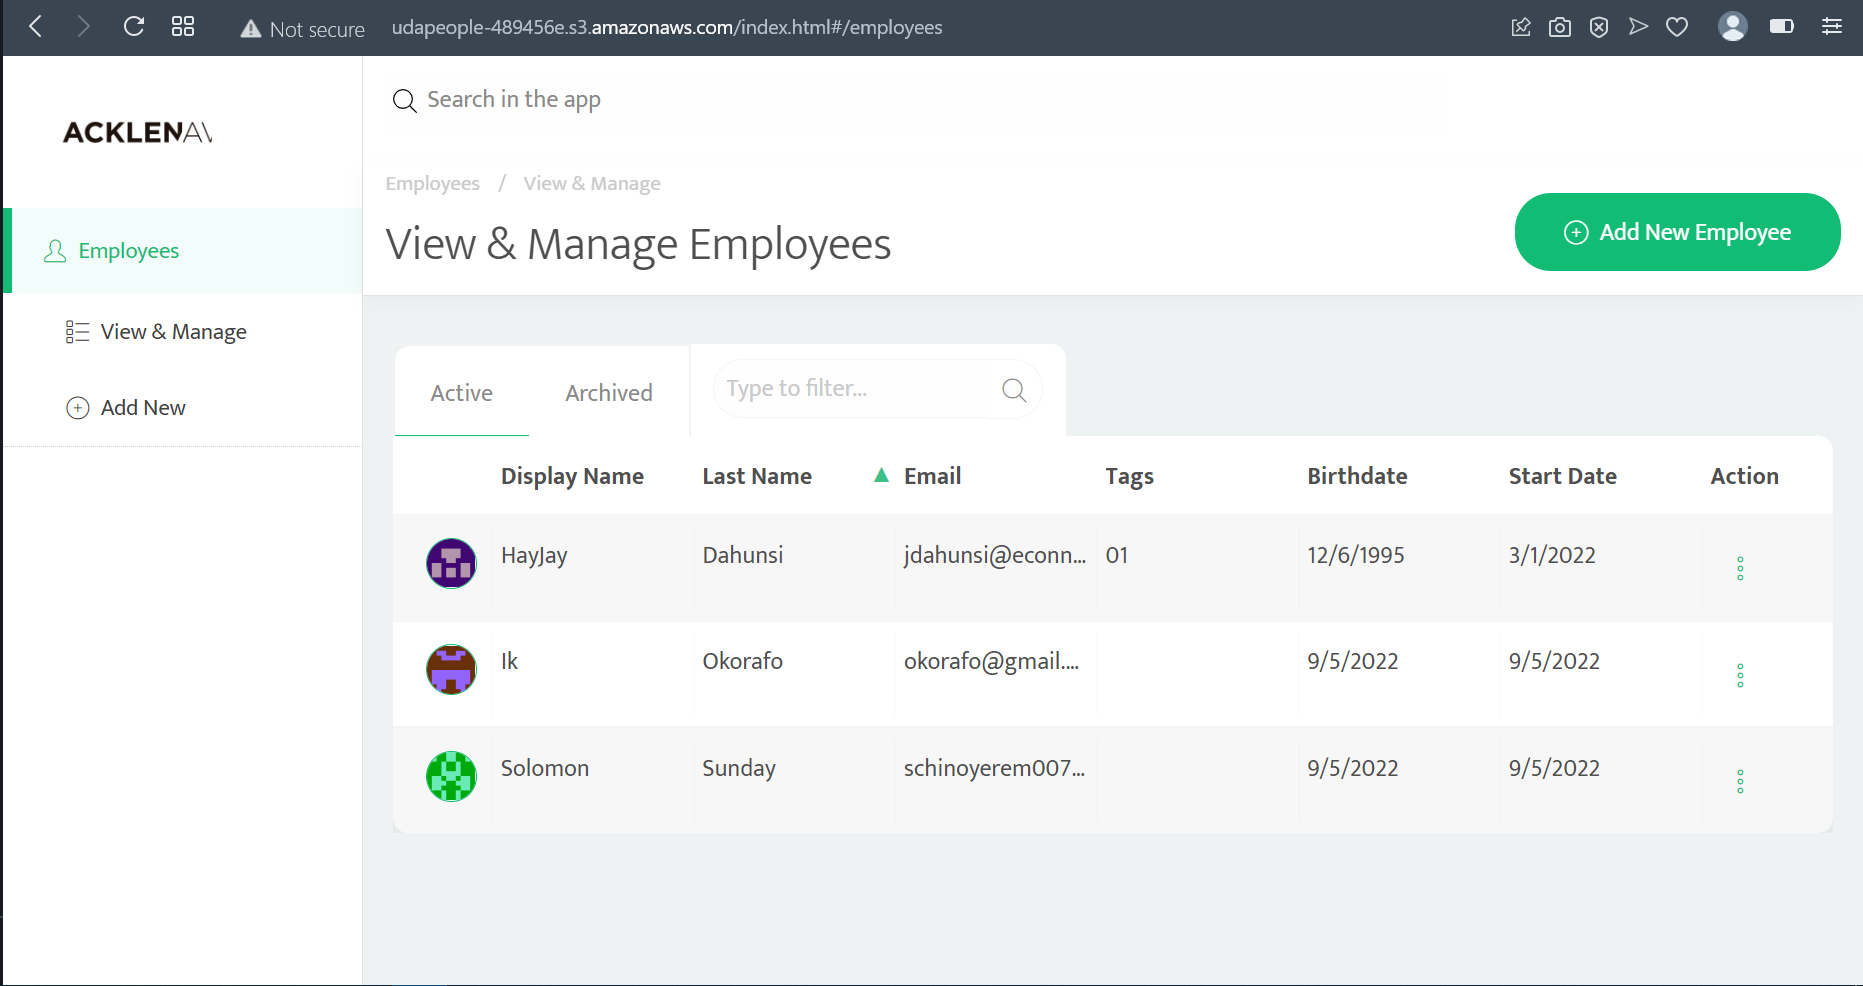 Not secure udapeople-489456e.s3.amazonaws.com/index.html#/employees
ACKLENAV
Search in the app
Employees / View & Manage
View & Manage Employees
Add New Employee
Employees
View & Manage
Add New
Active Archived Type to filter...
Display Name Last Name Email Tags Birthdate Start Date Action
HayJay Dahunsi jdahunsi@econn... 01 12/6/1995 3/1/2022
Ik Okorafo okorafo@gmail.... 9/5/2022 9/5/2022
Solomon Sunday schinoyerem007... 9/5/2022 9/5/2022